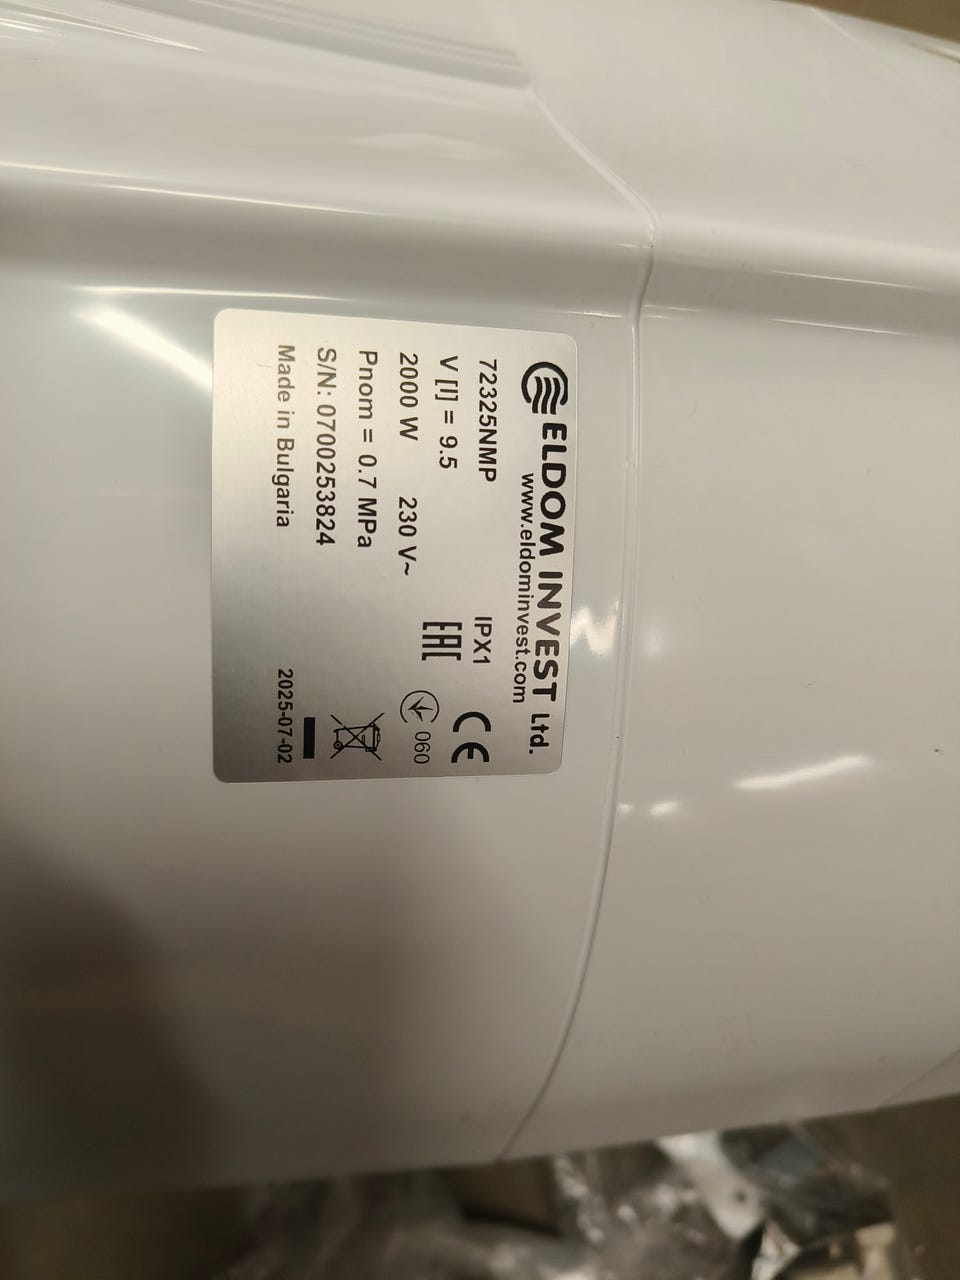 ELDOM INVEST Ltd.
www.eldominvest.com
72325NMP IPX1
V [l] = 9.5
2000 W 230 V~
Pnom = 0.7 MPa
S/N: 0700253824
Made in Bulgaria
CE
EAC
060
2025-07-02